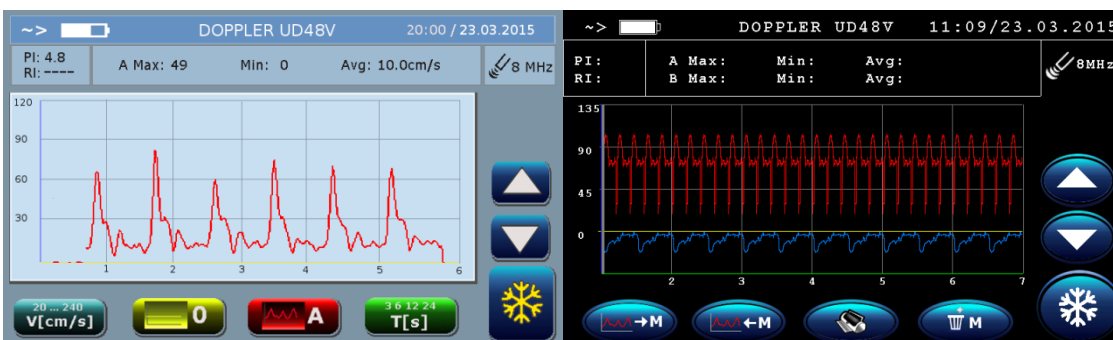 ~> DOPPLER UD48V 20:00 / 23.03.2015
PI: 4.8
RI: ----
A Max: 49 Min: 0 Avg: 10.0cm/s
8 MHz
120
90
60
30
1 2 3 4 5 6
20 ... 240
V[cm/s]
0
A
3 6 12 24
T[s]
~> DOPPLER UD48V 11:09/23.03.2015
PI: A Max: Min: Avg:
RI: B Max: Min: Avg:
8MHz
135
90
45
0
2 3 4 5 6 7
→M
←M
M